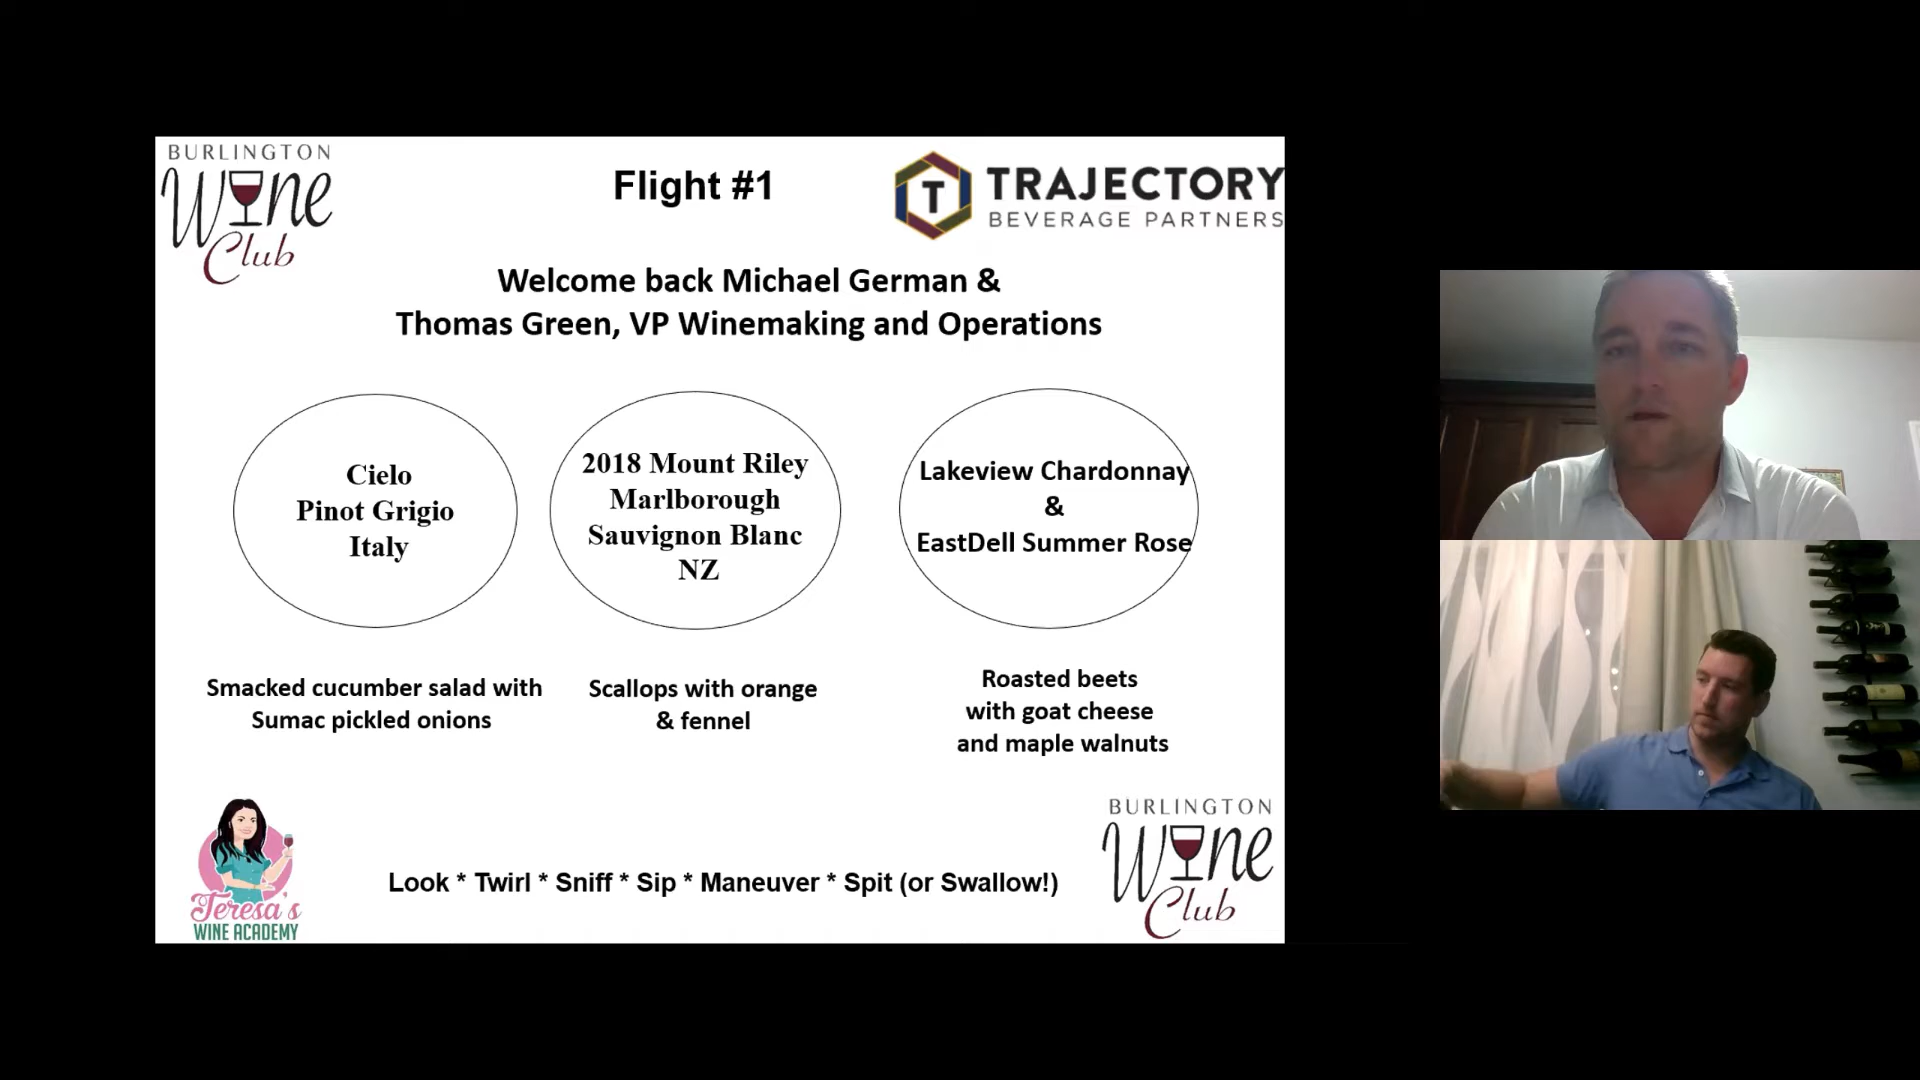 BURLINGTON
Wine
Club
Flight #1
T
TRAJECTORY
BEVERAGE PARTNERS
Welcome back Michael German &
Thomas Green, VP Winemaking and Operations
Cielo
Pinot Grigio
Italy
2018 Mount Riley
Marlborough
Sauvignon Blanc
NZ
Lakeview Chardonnay
&
EastDell Summer Rose
Smacked cucumber salad with
Sumac pickled onions
Scallops with orange
& fennel
Roasted beets
with goat cheese
and maple walnuts
Teresa's
WINE ACADEMY
Look * Twirl * Sniff * Sip * Maneuver * Spit (or Swallow!)
BURLINGTON
Wine
Club